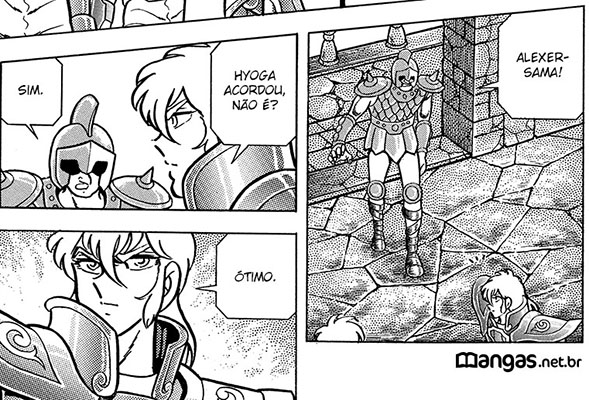 ALEXER-
SAMA!
HYOGA
ACORDOU,
NÃO É?
SIM.
ÓTIMO.
mangas.net.br